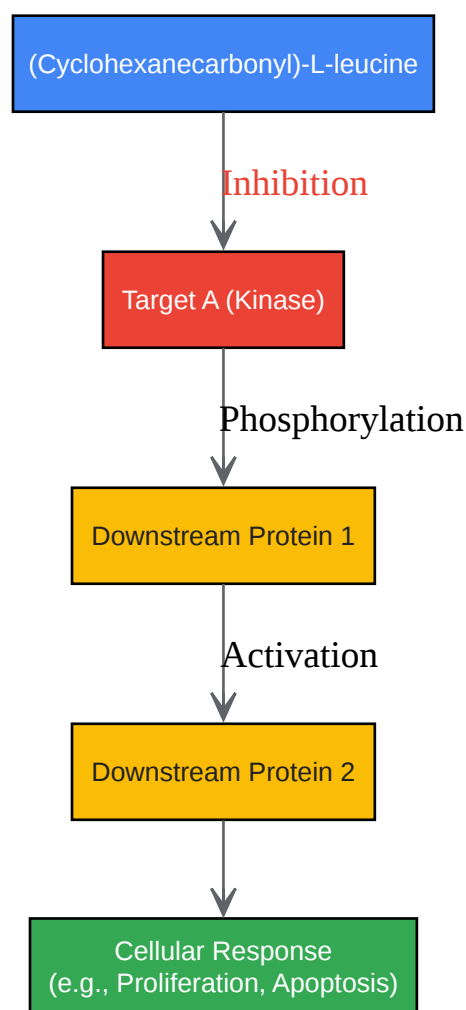 (Cyclohexanecarbonyl)-L-leucine
Inhibition
Target A (Kinase)
Phosphorylation
Downstream Protein 1
Activation
Downstream Protein 2
Cellular Response
(e.g., Proliferation, Apoptosis)